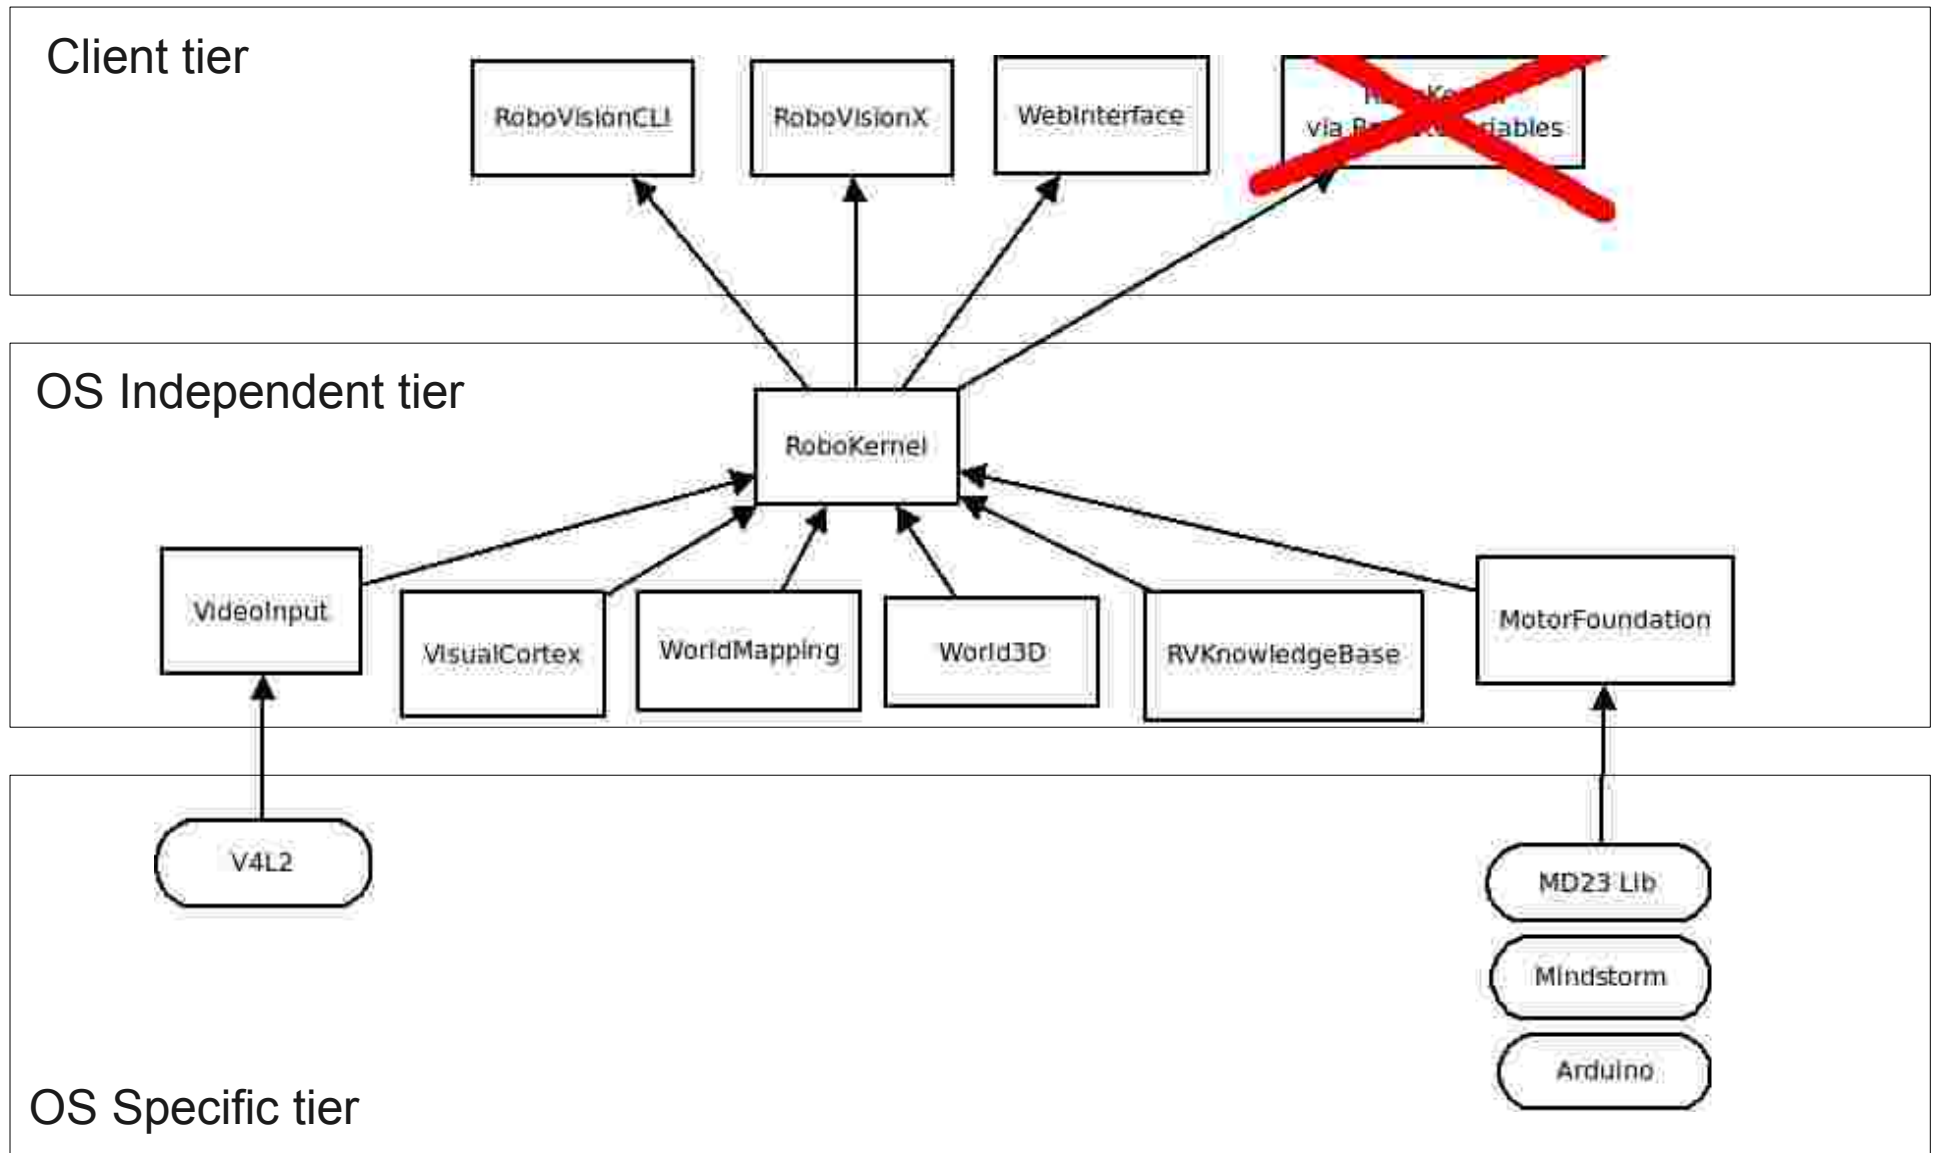 Client tier
RoboVisionCLI
RoboVisionX
WebInterface
via
OS Independent tier
RoboKernel
VideoInput
VisualCortex
WorldMapping
World3D
RVKnowledgeBase
MotorFoundation
V4L2
MD23 Lib
Mindstorm
Arduino
OS Specific tier